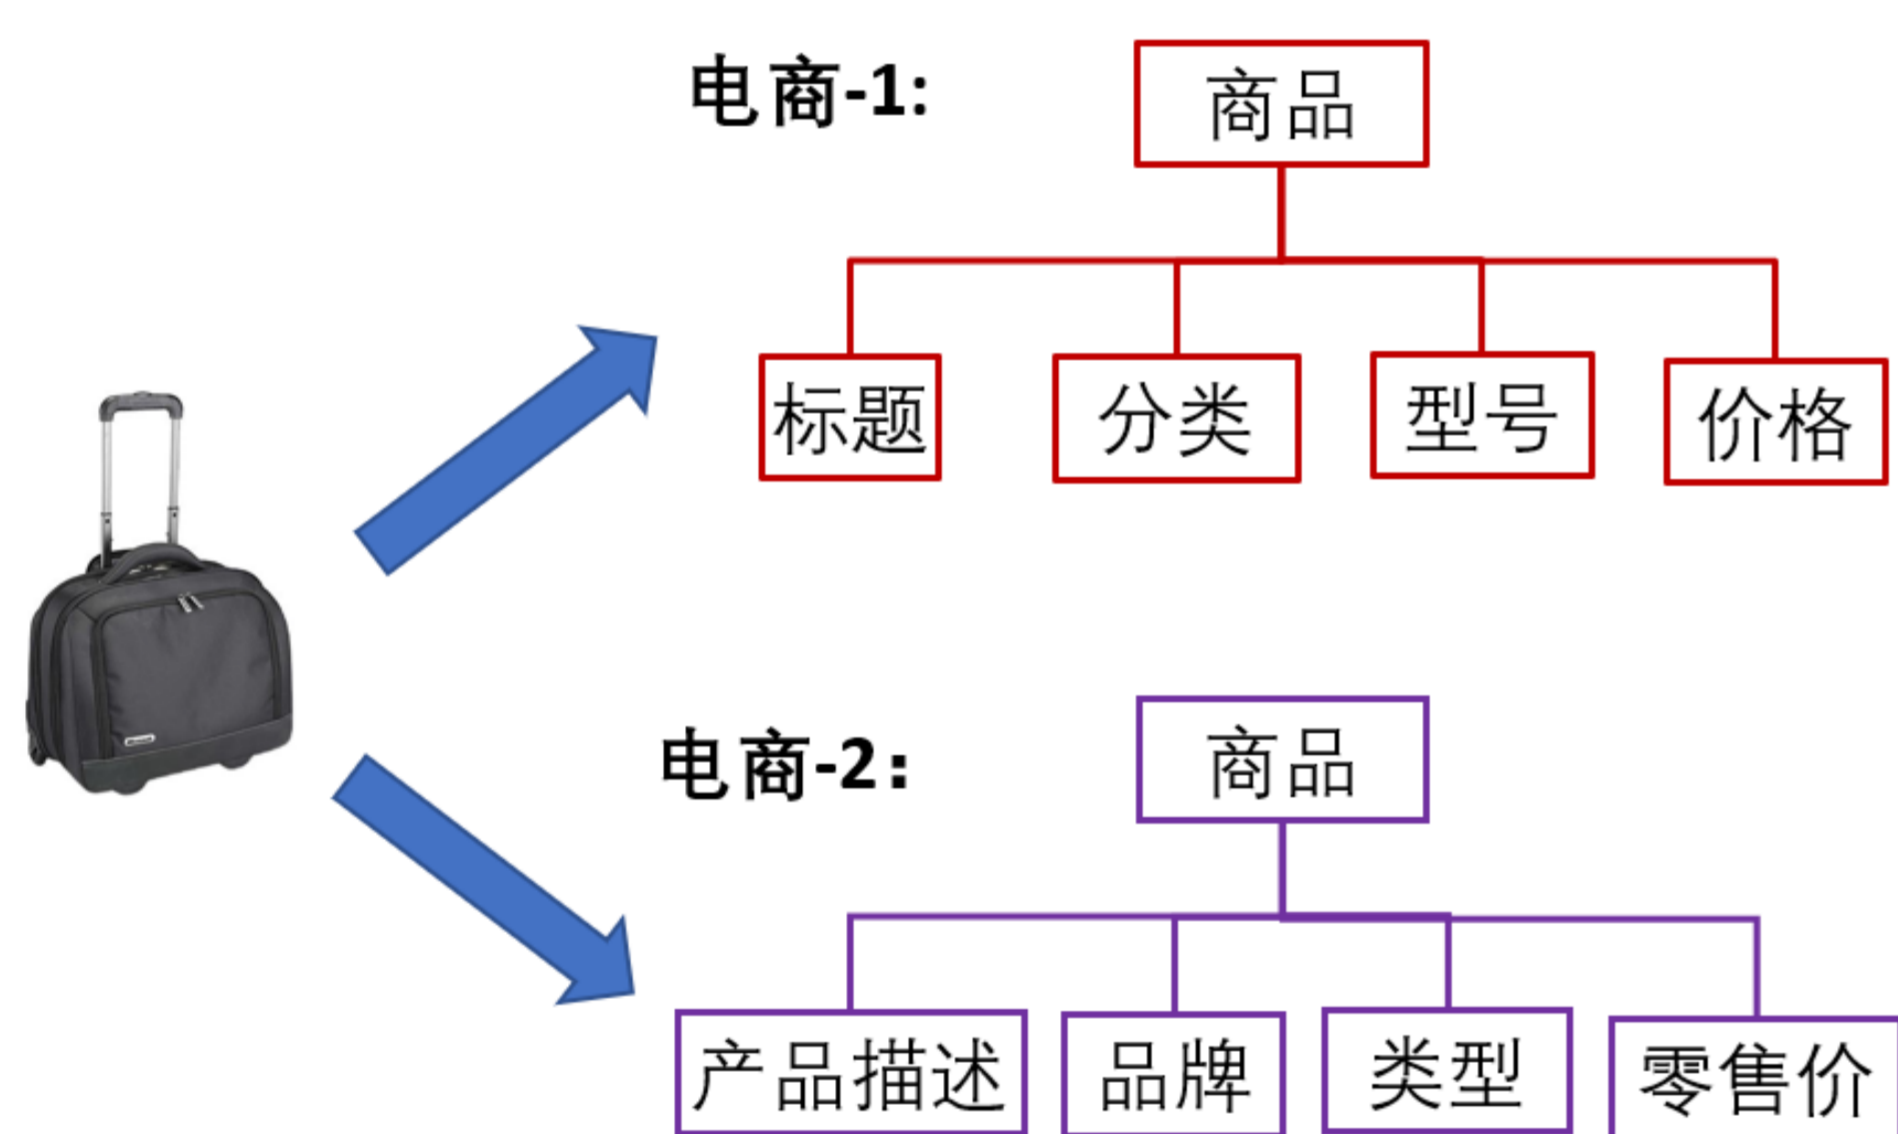 电商-1:
商品
标题 分类 型号 价格
电商-2：
商品
产品描述 品牌 类型 零售价